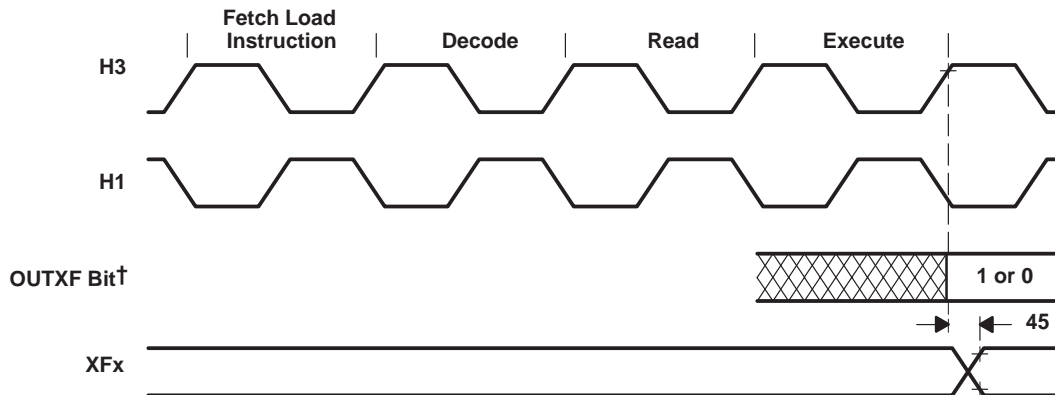 Fetch Load
Instruction
Decode
Read
Execute
H3
H1
OUTXF Bit†
1 or 0
45
XFx